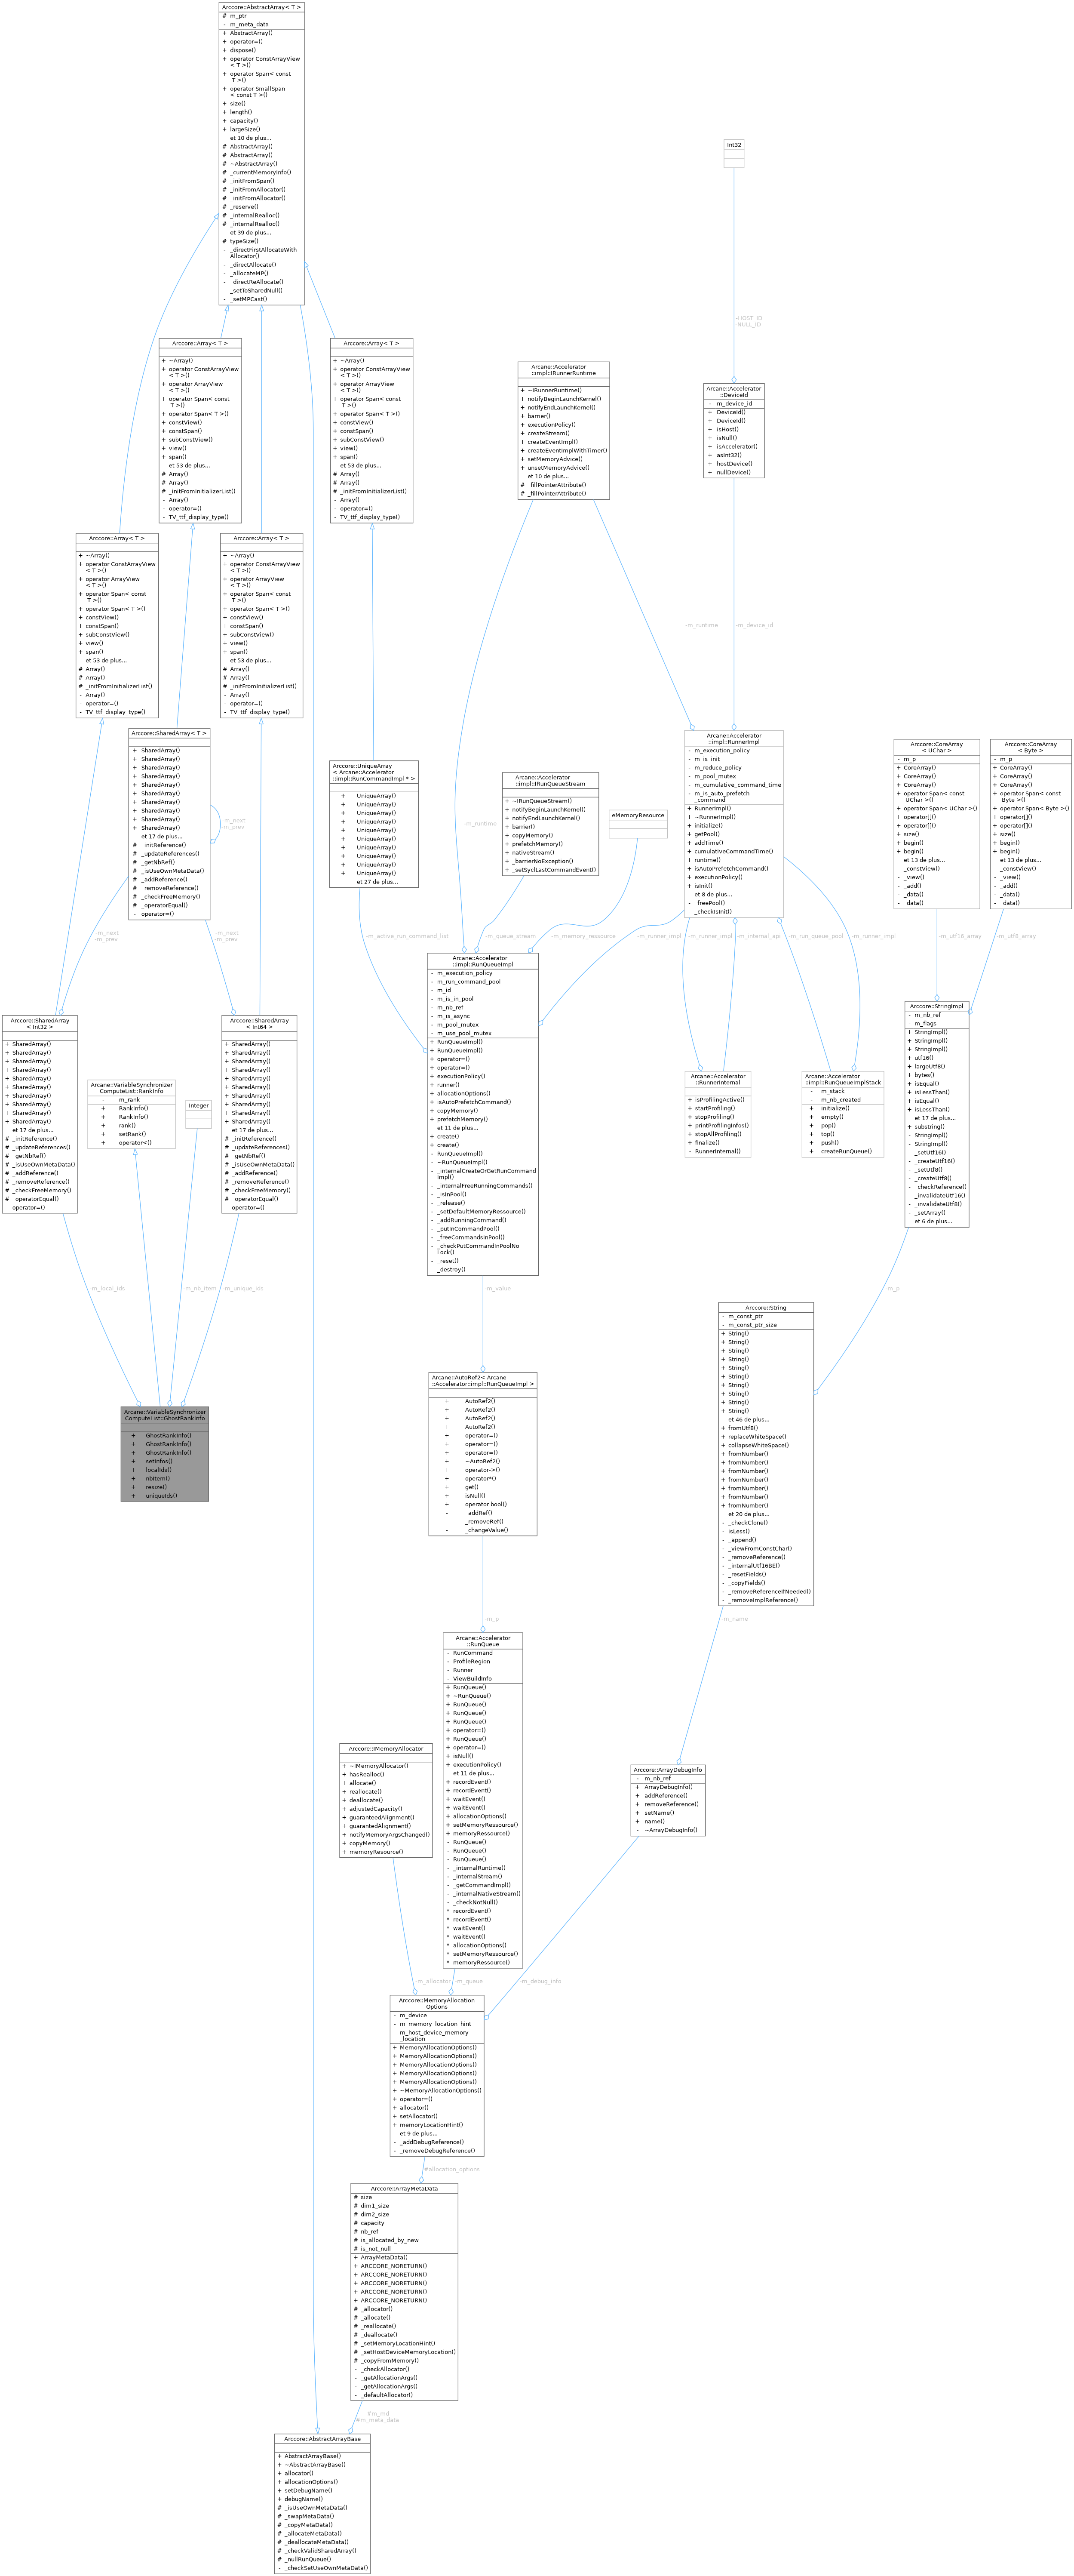 Arccore::AbstractArray< T >
# m_ptr
- m_meta_data
+ AbstractArray()
+ operator=()
+ dispose()
+ operator ConstArrayView
< T >()
+ operator Span< const
T >()
+ operator SmallSpan
< const T >()
+ size()
+ length()
+ capacity()
+ largeSize()
et 10 de plus...
# AbstractArray()
# AbstractArray()
# ~AbstractArray()
# _currentMemoryInfo()
# _initFromSpan()
# _initFromAllocator()
# _initFromAllocator()
# _reserve()
# _internalRealloc()
# _internalRealloc()
et 39 de plus...
# typeSize()
- _directFirstAllocateWith
Allocator()
- _directAllocate()
- _allocateMP()
- _directReAllocate()
- _setToSharedNull()
- _setMPCast()
Int32
-HOST_ID
-NULL_ID
Arccore::Array< T >
+ ~Array()
+ operator ConstArrayView
< T >()
+ operator ArrayView
< T >()
+ operator Span< const
T >()
+ operator Span< T >()
+ constView()
+ constSpan()
+ subConstView()
+ view()
+ span()
et 53 de plus...
# Array()
# Array()
# _initFromInitializerList()
- Array()
- operator=()
- TV_ttf_display_type()
Arccore::Array< T >
+ ~Array()
+ operator ConstArrayView
< T >()
+ operator ArrayView
< T >()
+ operator Span< const
T >()
+ operator Span< T >()
+ constView()
+ constSpan()
+ subConstView()
+ view()
+ span()
et 53 de plus...
# Array()
# Array()
# _initFromInitializerList()
- Array()
- operator=()
- TV_ttf_display_type()
Arcane::Accelerator
::impl::IRunnerRuntime
+ ~IRunnerRuntime()
+ notifyBeginLaunchKernel()
+ notifyEndLaunchKernel()
+ barrier()
+ executionPolicy()
+ createStream()
+ createEventImpl()
+ createEventImplWithTimer()
+ setMemoryAdvice()
+ unsetMemoryAdvice()
et 10 de plus...
# _fillPointerAttribute()
# _fillPointerAttribute()
Arcane::Accelerator
::DeviceId
- m_device_id
+ DeviceId()
+ DeviceId()
+ isHost()
+ isNull()
+ isAccelerator()
+ asInt32()
+ hostDevice()
+ nullDevice()
Arccore::Array< T >
+ ~Array()
+ operator ConstArrayView
< T >()
+ operator ArrayView
< T >()
+ operator Span< const
T >()
+ operator Span< T >()
+ constView()
+ constSpan()
+ subConstView()
+ view()
+ span()
et 53 de plus...
# Array()
# Array()
# _initFromInitializerList()
- Array()
- operator=()
- TV_ttf_display_type()
Arccore::Array< T >
+ ~Array()
+ operator ConstArrayView
< T >()
+ operator ArrayView
< T >()
+ operator Span< const
T >()
+ operator Span< T >()
+ constView()
+ constSpan()
+ subConstView()
+ view()
+ span()
et 53 de plus...
# Array()
# Array()
# _initFromInitializerList()
- Array()
- operator=()
- TV_ttf_display_type()
-m_runtime
-m_device_id
Arccore::SharedArray< T >
+ SharedArray()
+ SharedArray()
+ SharedArray()
+ SharedArray()
+ SharedArray()
+ SharedArray()
+ SharedArray()
+ SharedArray()
+ SharedArray()
+ SharedArray()
et 17 de plus...
# _initReference()
# _updateReferences()
# _getNbRef()
# _isUseOwnMetaData()
# _addReference()
# _removeReference()
# _checkFreeMemory()
# _operatorEqual()
- operator=()
-m_next
-m_prev
Arccore::UniqueArray
< Arcane::Accelerator
::impl::RunCommandImpl * >
+ UniqueArray()
+ UniqueArray()
+ UniqueArray()
+ UniqueArray()
+ UniqueArray()
+ UniqueArray()
+ UniqueArray()
+ UniqueArray()
+ UniqueArray()
+ UniqueArray()
et 27 de plus...
-m_runtime
Arcane::Accelerator
::impl::IRunQueueStream
+ ~IRunQueueStream()
+ notifyBeginLaunchKernel()
+ notifyEndLaunchKernel()
+ barrier()
+ copyMemory()
+ prefetchMemory()
+ nativeStream()
+ _barrierNoException()
+ _setSyclLastCommandEvent()
eMemoryResource
Arcane::Accelerator
::impl::RunnerImpl
- m_execution_policy
- m_is_init
- m_reduce_policy
- m_pool_mutex
- m_cumulative_command_time
- m_is_auto_prefetch
_command
+ RunnerImpl()
+ ~RunnerImpl()
+ initialize()
+ getPool()
+ addTime()
+ cumulativeCommandTime()
+ runtime()
+ isAutoPrefetchCommand()
+ executionPolicy()
+ isInit()
et 8 de plus...
- _freePool()
- _checkIsInit()
Arccore::CoreArray
< UChar >
- m_p
+ CoreArray()
+ CoreArray()
+ CoreArray()
+ operator Span< const
UChar >()
+ operator Span< UChar >()
+ operator[]()
+ operator[]()
+ size()
+ begin()
+ begin()
et 13 de plus...
- _constView()
- _view()
- _add()
- _data()
- _data()
Arccore::CoreArray
< Byte >
- m_p
+ CoreArray()
+ CoreArray()
+ CoreArray()
+ operator Span< const
Byte >()
+ operator Span< Byte >()
+ operator[]()
+ operator[]()
+ size()
+ begin()
+ begin()
et 13 de plus...
- _constView()
- _view()
- _add()
- _data()
- _data()
-m_next
-m_prev
-m_next
-m_prev
-m_active_run_command_list
-m_queue_stream
-m_memory_ressource
-m_runner_impl
-m_runner_impl
-m_internal_api
-m_run_queue_pool
-m_runner_impl
-m_utf16_array
-m_utf8_array
Arccore::SharedArray
< Int32 >
+ SharedArray()
+ SharedArray()
+ SharedArray()
+ SharedArray()
+ SharedArray()
+ SharedArray()
+ SharedArray()
+ SharedArray()
+ SharedArray()
+ SharedArray()
et 17 de plus...
# _initReference()
# _updateReferences()
# _getNbRef()
# _isUseOwnMetaData()
# _addReference()
# _removeReference()
# _checkFreeMemory()
# _operatorEqual()
- operator=()
Arcane::VariableSynchronizer
ComputeList::RankInfo
- m_rank
+ RankInfo()
+ RankInfo()
+ rank()
+ setRank()
+ operator<()
Integer
Arccore::SharedArray
< Int64 >
+ SharedArray()
+ SharedArray()
+ SharedArray()
+ SharedArray()
+ SharedArray()
+ SharedArray()
+ SharedArray()
+ SharedArray()
+ SharedArray()
+ SharedArray()
et 17 de plus...
# _initReference()
# _updateReferences()
# _getNbRef()
# _isUseOwnMetaData()
# _addReference()
# _removeReference()
# _checkFreeMemory()
# _operatorEqual()
- operator=()
Arcane::Accelerator
::impl::RunQueueImpl
- m_execution_policy
- m_run_command_pool
- m_id
- m_is_in_pool
- m_nb_ref
- m_is_async
- m_pool_mutex
- m_use_pool_mutex
+ RunQueueImpl()
+ RunQueueImpl()
+ operator=()
+ operator=()
+ executionPolicy()
+ runner()
+ allocationOptions()
+ isAutoPrefetchCommand()
+ copyMemory()
+ prefetchMemory()
et 11 de plus...
+ create()
+ create()
- RunQueueImpl()
- ~RunQueueImpl()
- _internalCreateOrGetRunCommand
Impl()
- _internalFreeRunningCommands()
- _isInPool()
- _release()
- _setDefaultMemoryRessource()
- _addRunningCommand()
- _putInCommandPool()
- _freeCommandsInPool()
- _checkPutCommandInPoolNo
Lock()
- _reset()
- _destroy()
Arcane::Accelerator
::RunnerInternal
+ isProfilingActive()
+ startProfiling()
+ stopProfiling()
+ printProfilingInfos()
+ stopAllProfiling()
+ finalize()
- RunnerInternal()
Arcane::Accelerator
::impl::RunQueueImplStack
- m_stack
- m_nb_created
+ initialize()
+ empty()
+ pop()
+ top()
+ push()
+ createRunQueue()
Arccore::StringImpl
- m_nb_ref
- m_flags
+ StringImpl()
+ StringImpl()
+ StringImpl()
+ utf16()
+ largeUtf8()
+ bytes()
+ isEqual()
+ isLessThan()
+ isEqual()
+ isLessThan()
et 17 de plus...
+ substring()
- StringImpl()
- StringImpl()
- _setUtf16()
- _createUtf16()
- _setUtf8()
- _createUtf8()
- _checkReference()
- _invalidateUtf16()
- _invalidateUtf8()
- _setArray()
et 6 de plus...
-m_local_ids
-m_nb_item
-m_unique_ids
-m_value
-m_p
Arcane::VariableSynchronizer
ComputeList::GhostRankInfo
+ GhostRankInfo()
+ GhostRankInfo()
+ GhostRankInfo()
+ setInfos()
+ localIds()
+ nbItem()
+ resize()
+ uniqueIds()
Arcane::AutoRef2< Arcane
::Accelerator::impl::RunQueueImpl >
+ AutoRef2()
+ AutoRef2()
+ AutoRef2()
+ AutoRef2()
+ operator=()
+ operator=()
+ operator=()
+ ~AutoRef2()
+ operator->()
+ operator*()
+ get()
+ isNull()
+ operator bool()
- _addRef()
- _removeRef()
- _changeValue()
Arccore::String
- m_const_ptr
- m_const_ptr_size
+ String()
+ String()
+ String()
+ String()
+ String()
+ String()
+ String()
+ String()
+ String()
+ String()
et 46 de plus...
+ fromUtf8()
+ replaceWhiteSpace()
+ collapseWhiteSpace()
+ fromNumber()
+ fromNumber()
+ fromNumber()
+ fromNumber()
+ fromNumber()
+ fromNumber()
+ fromNumber()
et 20 de plus...
- _checkClone()
- isLess()
- _append()
- _viewFromConstChar()
- _removeReference()
- _internalUtf16BE()
- _resetFields()
- _copyFields()
- _removeReferenceIfNeeded()
- _removeImplReference()
-m_p
-m_name
Arcane::Accelerator
::RunQueue
- RunCommand
- ProfileRegion
- Runner
- ViewBuildInfo
+ RunQueue()
+ ~RunQueue()
+ RunQueue()
+ RunQueue()
+ RunQueue()
+ operator=()
+ RunQueue()
+ operator=()
+ isNull()
+ executionPolicy()
et 11 de plus...
+ recordEvent()
+ recordEvent()
+ waitEvent()
+ waitEvent()
+ allocationOptions()
+ setMemoryRessource()
+ memoryRessource()
- RunQueue()
- RunQueue()
- RunQueue()
- _internalRuntime()
- _internalStream()
- _getCommandImpl()
- _internalNativeStream()
- _checkNotNull()
* recordEvent()
* recordEvent()
* waitEvent()
* waitEvent()
* allocationOptions()
* setMemoryRessource()
* memoryRessource()
Arccore::IMemoryAllocator
+ ~IMemoryAllocator()
+ hasRealloc()
+ allocate()
+ reallocate()
+ deallocate()
+ adjustedCapacity()
+ guaranteedAlignment()
+ guarantedAlignment()
+ notifyMemoryArgsChanged()
+ copyMemory()
+ memoryResource()
Arccore::ArrayDebugInfo
- m_nb_ref
+ ArrayDebugInfo()
+ addReference()
+ removeReference()
+ setName()
+ name()
- ~ArrayDebugInfo()
-m_allocator
-m_queue
-m_debug_info
Arccore::MemoryAllocation
Options
- m_device
- m_memory_location_hint
- m_host_device_memory
_location
+ MemoryAllocationOptions()
+ MemoryAllocationOptions()
+ MemoryAllocationOptions()
+ MemoryAllocationOptions()
+ MemoryAllocationOptions()
+ ~MemoryAllocationOptions()
+ operator=()
+ allocator()
+ setAllocator()
+ memoryLocationHint()
et 9 de plus...
- _addDebugReference()
- _removeDebugReference()
#allocation_options
Arccore::ArrayMetaData
# size
# dim1_size
# dim2_size
# capacity
# nb_ref
# is_allocated_by_new
# is_not_null
+ ArrayMetaData()
+ ARCCORE_NORETURN()
+ ARCCORE_NORETURN()
+ ARCCORE_NORETURN()
+ ARCCORE_NORETURN()
+ ARCCORE_NORETURN()
# _allocator()
# _allocate()
# _reallocate()
# _deallocate()
# _setMemoryLocationHint()
# _setHostDeviceMemoryLocation()
# _copyFromMemory()
- _checkAllocator()
- _getAllocationArgs()
- _getAllocationArgs()
- _defaultAllocator()
#m_md
#m_meta_data
Arccore::AbstractArrayBase
+ AbstractArrayBase()
+ ~AbstractArrayBase()
+ allocator()
+ allocationOptions()
+ setDebugName()
+ debugName()
# _isUseOwnMetaData()
# _swapMetaData()
# _copyMetaData()
# _allocateMetaData()
# _deallocateMetaData()
# _checkValidSharedArray()
# _nullRunQueue()
- _checkSetUseOwnMetaData()